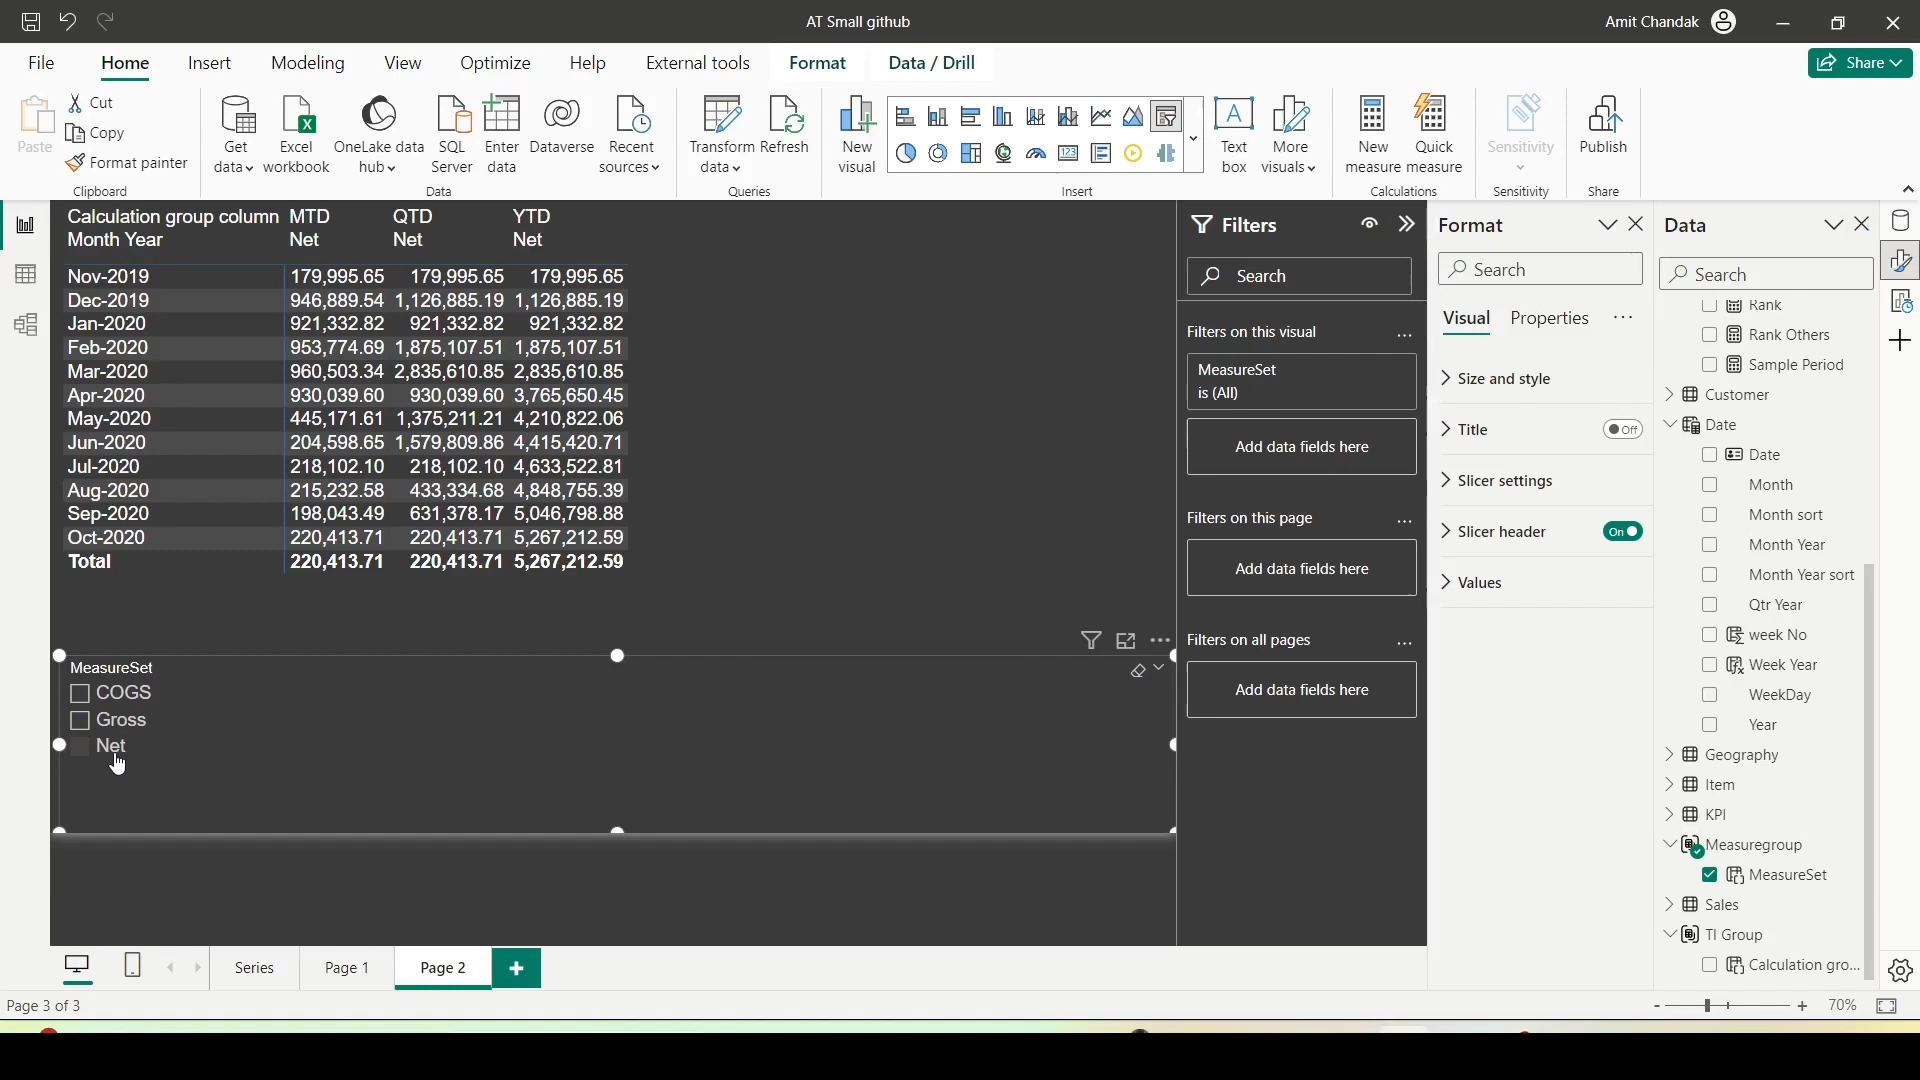 AT Small github
Amit Chandak
File Home Insert Modeling View Optimize Help External tools Format Data / Drill
Share
Paste
Cut
Copy
Format painter
Clipboard
Get data
Excel workbook
OneLake data hub
SQL Server
Enter data
Dataverse
Recent sources
Data
Transform data
Refresh
Queries
New visual
Text box
More visuals
Insert
New measure
Quick measure
Calculations
Sensitivity
Sensitivity
Publish
Share
Calculation group column MTD QTD YTD
Month Year Net Net Net
Nov-2019 179,995.65 179,995.65 179,995.65
Dec-2019 946,889.54 1,126,885.19 1,126,885.19
Jan-2020 921,332.82 921,332.82 921,332.82
Feb-2020 953,774.69 1,875,107.51 1,875,107.51
Mar-2020 960,503.34 2,835,610.85 2,835,610.85
Apr-2020 930,039.60 930,039.60 3,765,650.45
May-2020 445,171.61 1,375,211.21 4,210,822.06
Jun-2020 204,598.65 1,579,809.86 4,415,420.71
Jul-2020 218,102.10 218,102.10 4,633,522.81
Aug-2020 215,232.58 433,334.68 4,848,755.39
Sep-2020 198,043.49 631,378.17 5,046,798.88
Oct-2020 220,413.71 220,413.71 5,267,212.59
Total 220,413.71 220,413.71 5,267,212.59
MeasureSet
COGS
Gross
Net
Filters
Search
Filters on this visual ...
MeasureSet
is (All)
Add data fields here
Filters on this page ...
Add data fields here
Filters on all pages ...
Add data fields here
Format
Search
Visual Properties ...
Size and style
Title Off
Slicer settings
Slicer header On
Values
Data
Search
Rank
Rank Others
Sample Period
Customer
Date
Date
Month
Month sort
Month Year
Month Year sort
Qtr Year
week No
Week Year
WeekDay
Year
Geography
Item
KPI
Measuregroup
MeasureSet
Sales
TI Group
Calculation gro...
Series Page 1 Page 2 +
Page 3 of 3
- + 70%